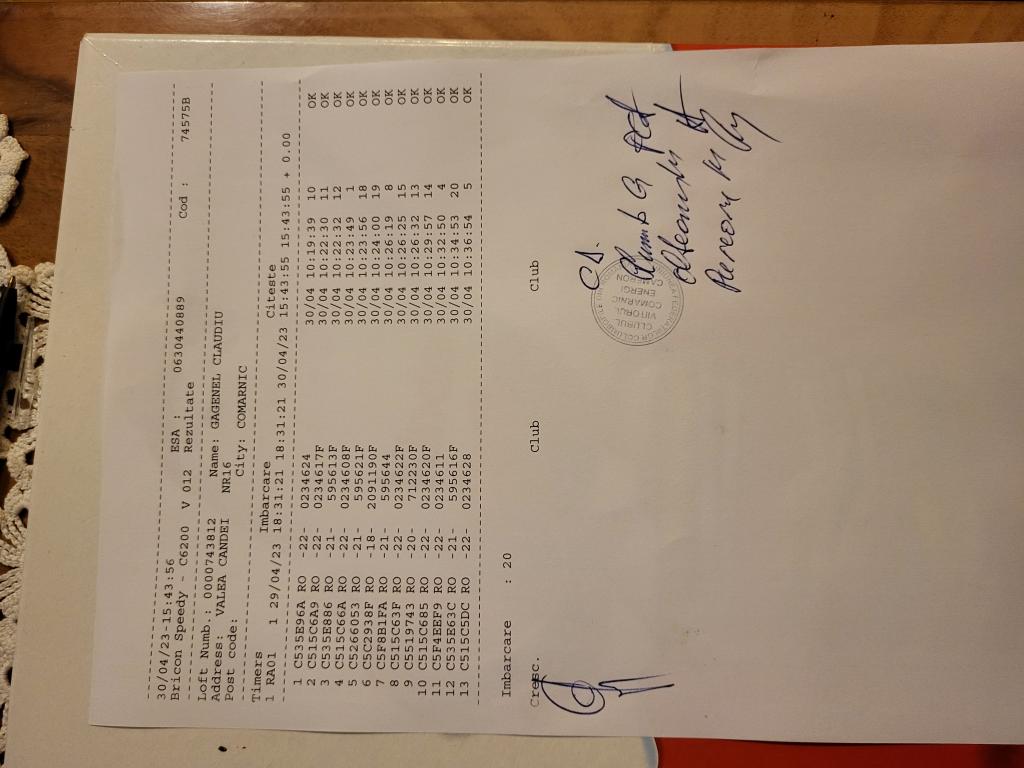 30/04/23-15:43:56
Bricon Speedy - C6200 V 012 ESA : 0630440889 Cod : 74575B
Rezultate
Loft Numb.: 0000743812 Name: GAGENEL CLAUDIU
Address: VALEA CANDEI NR16
Post code: City: COMARNIC
Timers Imbarcare Citeste
1 RA01 1 29/04/23 18:31:21 18:31:21 30/04/23 15:43:55 15:43:55 + 0.00
1 C535E96A RO -22- 0234624 30/04 10:19:39 10 OK
2 C515C6A9 RO -22- 0234617F 30/04 10:22:30 11 OK
3 C535E886 RO -21- 595613F 30/04 10:22:32 12 OK
4 C515C66A RO -22- 0234608F 30/04 10:23:49 1 OK
5 C5266053 RO -21- 595621F 30/04 10:23:56 18 OK
6 C5C2938F RO -18- 2091190F 30/04 10:24:00 19 OK
7 C5F8B1FA RO -21- 595644 30/04 10:26:19 8 OK
8 C515C63F RO -22- 0234622F 30/04 10:26:25 15 OK
9 C5519743 RO -20- 712230F 30/04 10:26:32 13 OK
10 C515C685 RO -22- 0234620F 30/04 10:29:57 14 OK
11 C5F4EEF9 RO -22- 0234611 30/04 10:32:50 4 OK
12 C535E63C RO -21- 595616F 30/04 10:34:53 20 OK
13 C515C5DC RO -22- 0234628 30/04 10:36:54 5 OK
Imbarcare : 20
Cresc. Club Club
CLUBUL
VIITORUL
COMARNIC
ENERGI
CAMERON